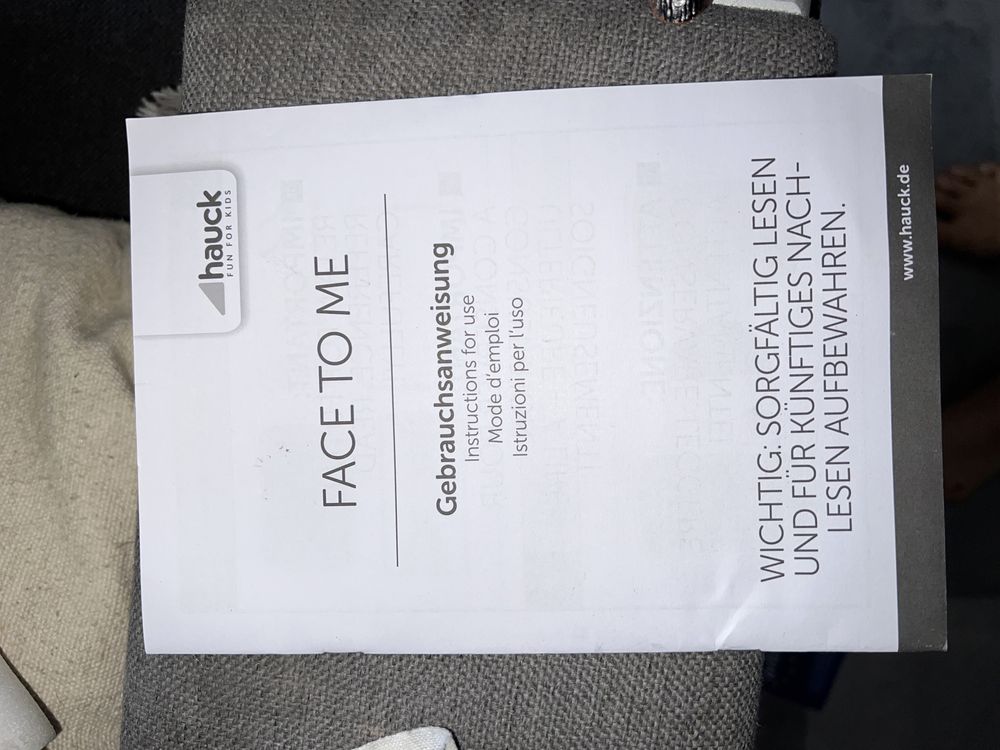 hauck
FUN FOR KIDS
FACE TO ME
Gebrauchsanweisung
Instructions for use
Mode d'emploi
Istruzioni per l'uso
WICHTIG: SORGFÄLTIG LESEN
UND FÜR KÜNFTIGES NACH-
LESEN AUFBEWAHREN.
www.hauck.de